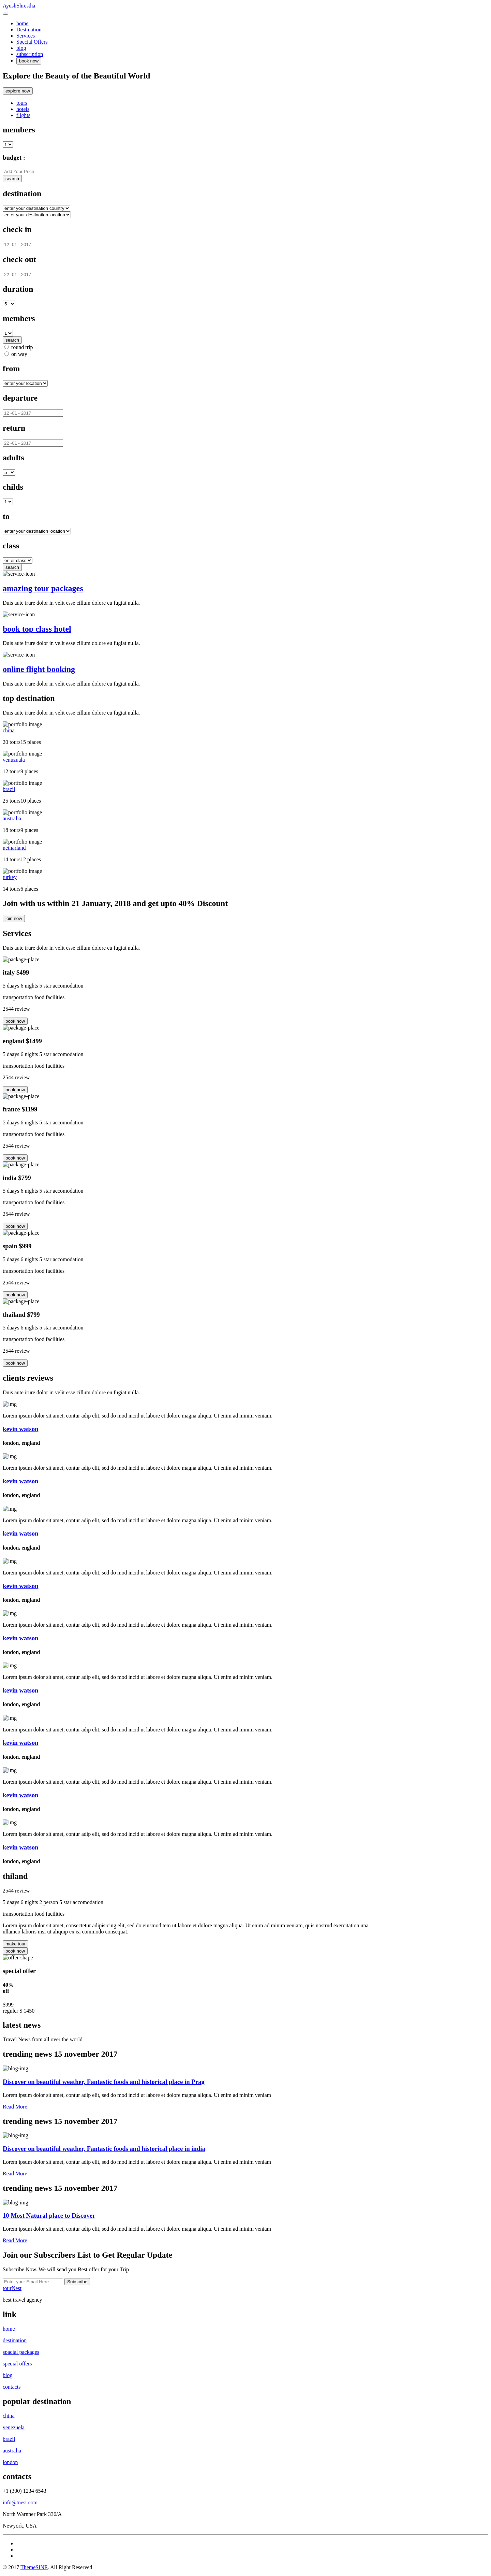 AyushShresiha
home
Destination
Services
Special Offers
blog
subscription
book now
Explore the Beauty of the Beautiful World
explore now
tours
hotels
flights
members
1
budget :
Add Your Price
search
destination
enter your destination country
enter your destination location
check in
12 -01 - 2017
check out
22 -01 - 2017
duration
5
members
1
search
round trip
on way
from
enter your location
departure
12 -01 - 2017
return
22 -01 - 2017
adults
5
childs
1
to
enter your destination location
class
enter class
search
service-icon
amazing tour packages
Duis aute irure dolor in velit esse cillum dolore eu fugiat nulla.
service-icon
book top class hotel
Duis aute irure dolor in velit esse cillum dolore eu fugiat nulla.
service-icon
online flight booking
Duis aute irure dolor in velit esse cillum dolore eu fugiat nulla.
top destination
Duis aute irure dolor in velit esse cillum dolore eu fugiat nulla.
portfolio image
china
20 tours15 places
portfolio image
venuzuala
12 tours9 places
portfolio image
brazil
25 tours10 places
portfolio image
australia
18 tours9 places
portfolio image
netharland
14 tours12 places
portfolio image
turkey
14 tours6 places
Join with us within 21 January, 2018 and get upto 40% Discount
join now
Services
Duis aute irure dolor in velit esse cillum dolore eu fugiat nulla.
package-place
italy $499
5 daays 6 nights 5 star accomodation
transportation food facilities
2544 review
book now
package-place
england $1499
5 daays 6 nights 5 star accomodation
transportation food facilities
2544 review
book now
package-place
france $1199
5 daays 6 nights 5 star accomodation
transportation food facilities
2544 review
book now
package-place
india $799
5 daays 6 nights 5 star accomodation
transportation food facilities
2544 review
book now
package-place
spain $999
5 daays 6 nights 5 star accomodation
transportation food facilities
2544 review
book now
package-place
thailand $799
5 daays 6 nights 5 star accomodation
transportation food facilities
2544 review
book now
clients reviews
Duis aute irure dolor in velit esse cillum dolore eu fugiat nulla.
img
Lorem ipsum dolor sit amet, contur adip elit, sed do mod incid ut labore et dolore magna aliqua. Ut enim ad minim veniam.
kevin watson
london, england
img
Lorem ipsum dolor sit amet, contur adip elit, sed do mod incid ut labore et dolore magna aliqua. Ut enim ad minim veniam.
kevin watson
london, england
img
Lorem ipsum dolor sit amet, contur adip elit, sed do mod incid ut labore et dolore magna aliqua. Ut enim ad minim veniam.
kevin watson
london, england
img
Lorem ipsum dolor sit amet, contur adip elit, sed do mod incid ut labore et dolore magna aliqua. Ut enim ad minim veniam.
kevin watson
london, england
img
Lorem ipsum dolor sit amet, contur adip elit, sed do mod incid ut labore et dolore magna aliqua. Ut enim ad minim veniam.
kevin watson
london, england
img
Lorem ipsum dolor sit amet, contur adip elit, sed do mod incid ut labore et dolore magna aliqua. Ut enim ad minim veniam.
kevin watson
london, england
img
Lorem ipsum dolor sit amet, contur adip elit, sed do mod incid ut labore et dolore magna aliqua. Ut enim ad minim veniam.
kevin watson
london, england
img
Lorem ipsum dolor sit amet, contur adip elit, sed do mod incid ut labore et dolore magna aliqua. Ut enim ad minim veniam.
kevin watson
london, england
img
Lorem ipsum dolor sit amet, contur adip elit, sed do mod incid ut labore et dolore magna aliqua. Ut enim ad minim veniam.
kevin watson
london, england
thiland
2544 review
5 daays 6 nights 2 person 5 star accomodation
transportation food facilities
Lorem ipsum dolor sit amet, consectetur adipisicing elit, sed do eiusmod tem ut labore et dolore magna aliqua. Ut enim ad minim veniam, quis nostrud exercitation una
ullamco laboris nisi ut aliquip ex ea commodo consequat.
make tour
book now
offer-shape
special offer
40%
off
$999
regular $ 1450
latest news
Travel News from all over the world
trending news 15 november 2017
blog-img
Discover on beautiful weather, Fantastic foods and historical place in Prag
Lorem ipsum dolor sit amet, contur adip elit, sed do mod incid ut labore et dolore magna aliqua. Ut enim ad minim veniam
Read More
trending news 15 november 2017
blog-img
Discover on beautiful weather, Fantastic foods and historical place in india
Lorem ipsum dolor sit amet, contur adip elit, sed do mod incid ut labore et dolore magna aliqua. Ut enim ad minim veniam
Read More
trending news 15 november 2017
blog-img
10 Most Natural place to Discover
Lorem ipsum dolor sit amet, contur adip elit, sed do mod incid ut labore et dolore magna aliqua. Ut enim ad minim veniam
Read More
Join our Subscribers List to Get Regular Update
Subscribe Now. We will send you Best offer for your Trip
Enter your Email Here Subscribe
tourNest
best travel agency
link
home
destination
spacial packages
special offers
blog
contacts
popular destination
china
venezuela
brazil
australia
london
contacts
+1 (300) 1234 6543
info@tnest.com
North Warnner Park 336/A
Newyork, USA
© 2017 ThemeSINE. All Right Reserved